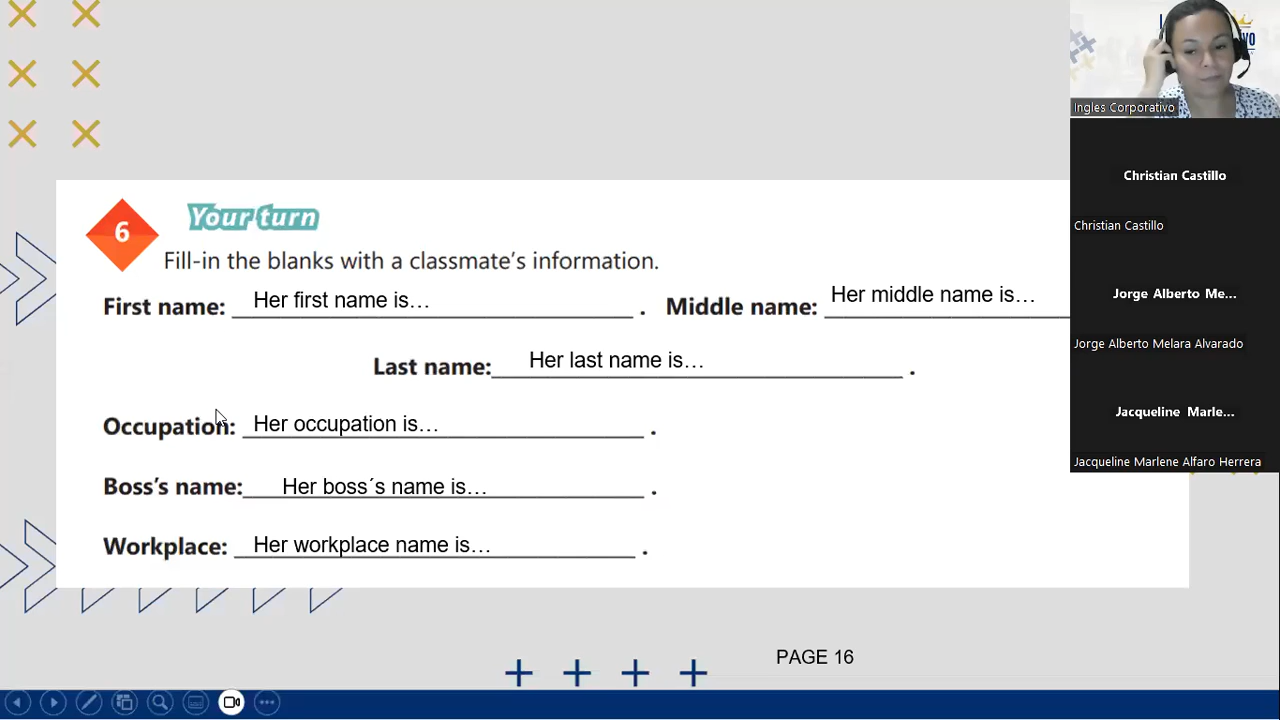 Ingles Corporativo
Christian Castillo
Christian Castillo
Jorge Alberto Me...
Jorge Alberto Melara Alvarado
Jacqueline Marle...
Jacqueline Marlene Alfaro Herrera
6
Your turn
Fill-in the blanks with a classmate's information.
First name: Her first name is… . Middle name: Her middle name is…
Last name: Her last name is… .
Occupation: Her occupation is… .
Boss's name: Her boss´s name is… .
Workplace: Her workplace name is… .
PAGE 16